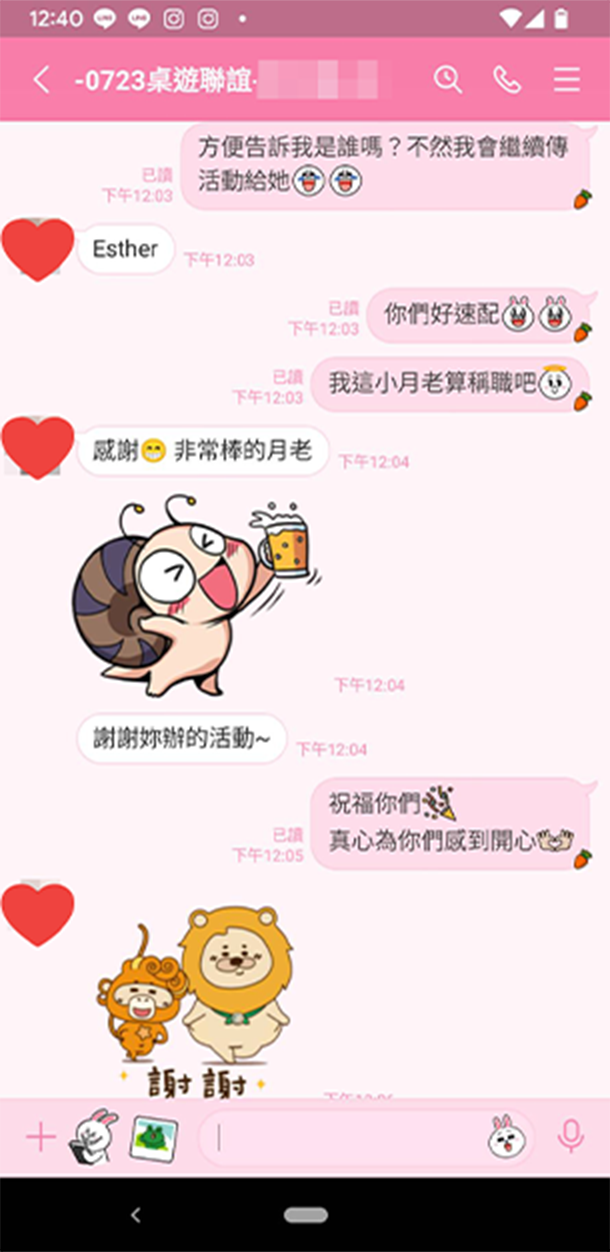 12:40
-0723桌遊聯誼-
方便告訴我是誰嗎？不然我會繼續傳
活動給她
已讀
下午12:03
Esther
下午12:03
你們好速配
已讀
下午12:03
我這小月老算稱職吧
已讀
下午12:03
感謝😁 非常棒的月老
下午12:04
下午12:04
謝謝妳辦的活動~
下午12:04
祝福你們
真心為你們感到開心
已讀
下午12:05
謝謝
下午12:06